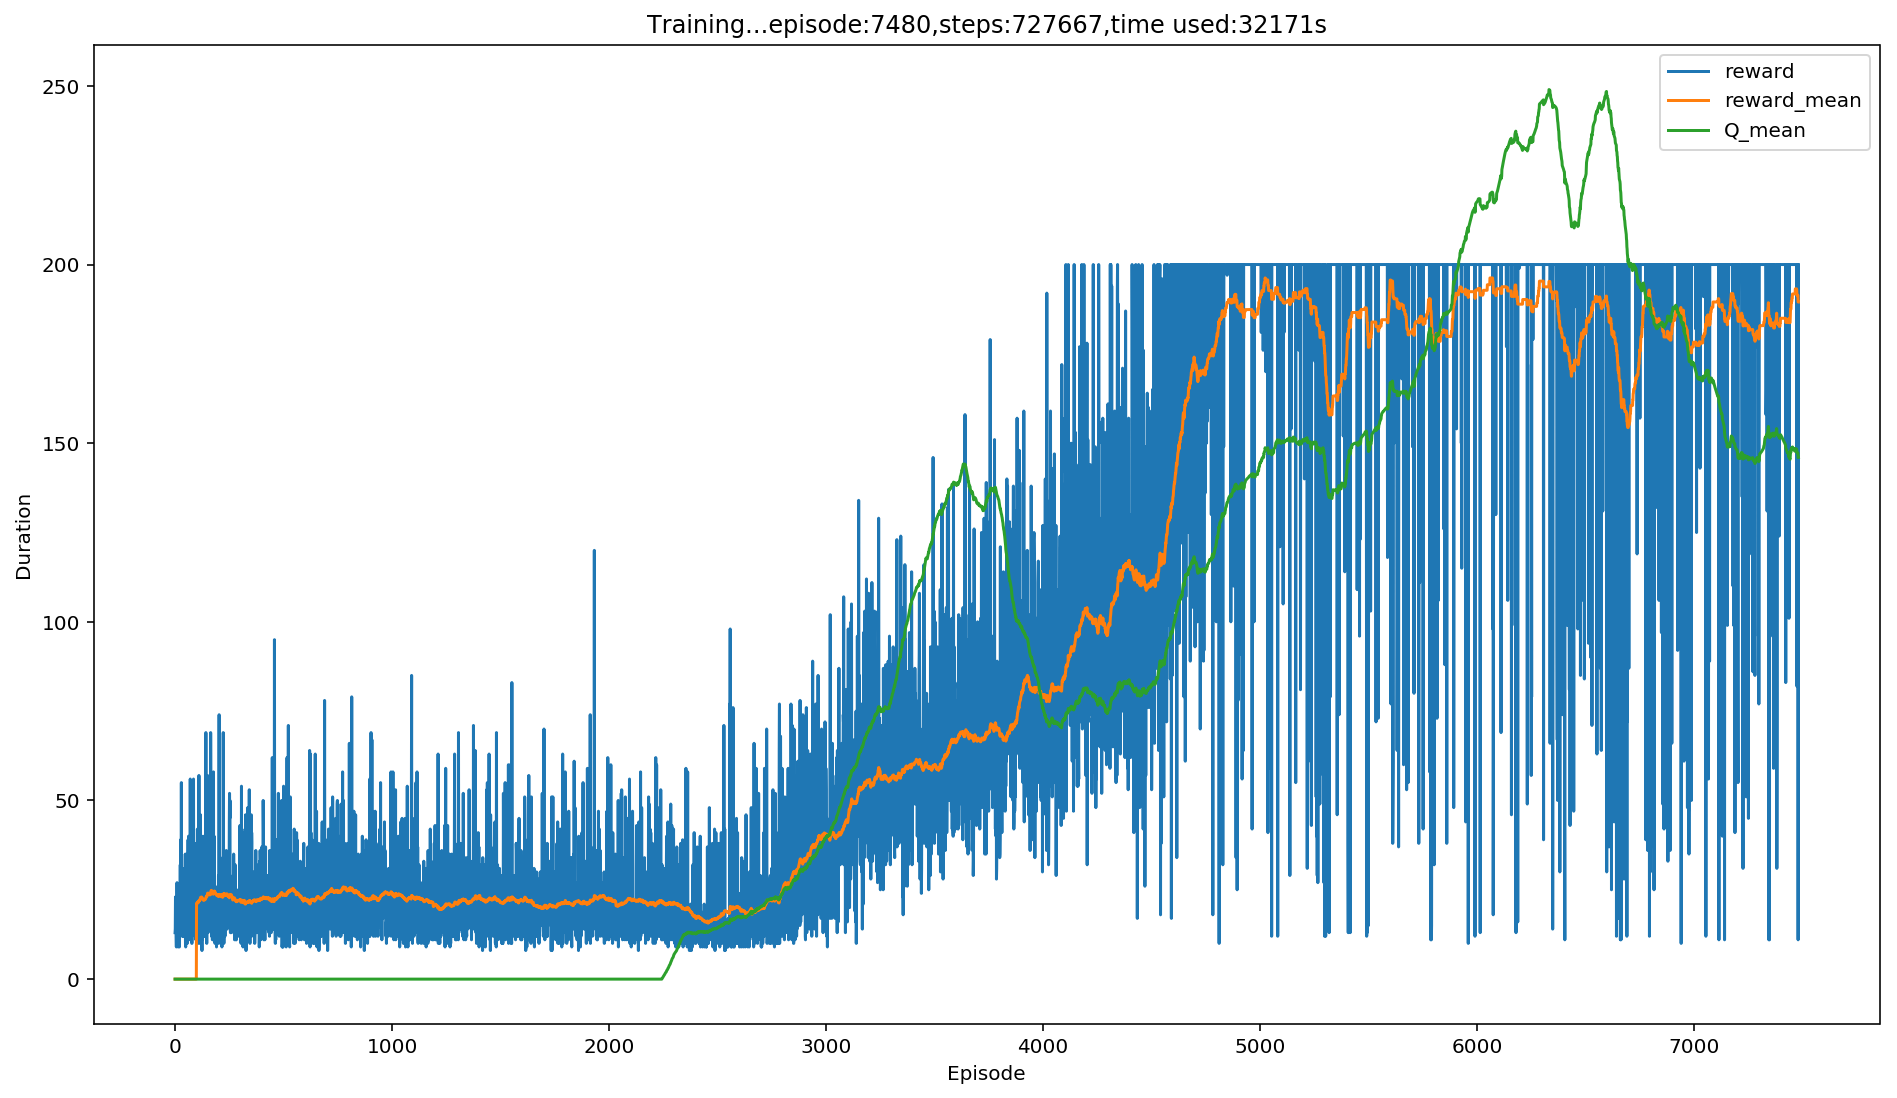 Training...episode:7480,steps:727667,time used:32171s
reward
reward_mean
Q_mean
250
200
150
100
50
0
Duration
0 1000 2000 3000 4000 5000 6000 7000
Episode